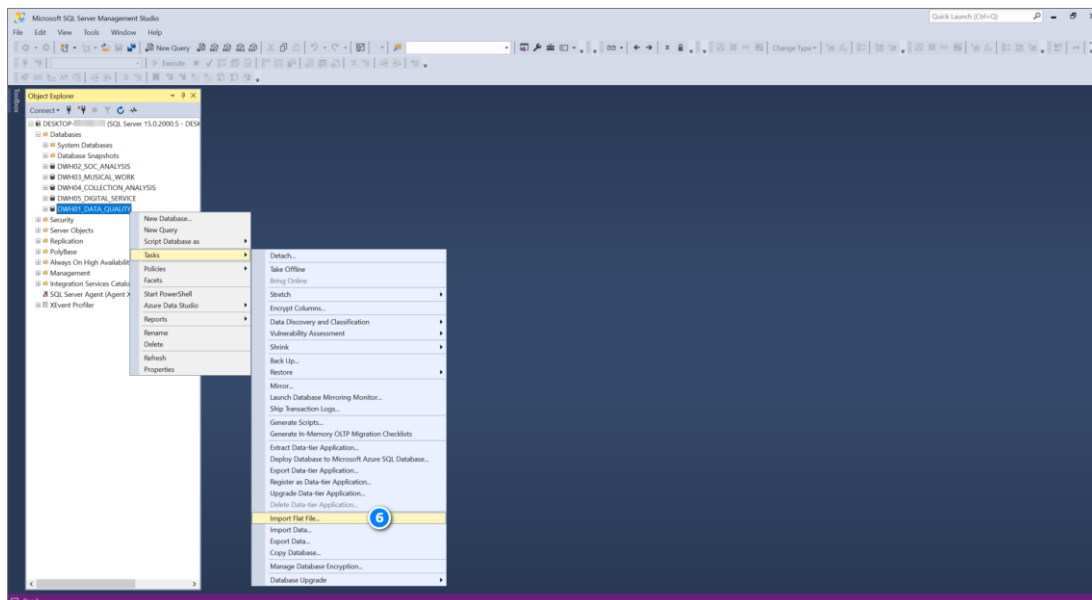 Microsoft SQL Server Management Studio
Quick Launch (Ctrl+Q)
File Edit View Tools Window Help
New Query
Change Type
Execute
Toolbox
Object Explorer
Connect
DESKTOP- (SQL Server 15.0.2000.5 - DESK
Databases
System Databases
Database Snapshots
DWH02_SOC_ANALYSIS
DWH03_MUSICAL_WORK
DWH04_COLLECTION_ANALYSIS
DWH05_DIGITAL_SERVICE
DWH01_DATA_QUALITY
Security
Server Objects
Replication
PolyBase
Always On High Availabilit
Management
Integration Services Catalo
SQL Server Agent (Agent X
XEvent Profiler
New Database...
New Query
Script Database as
Tasks
Policies
Facets
Start PowerShell
Azure Data Studio
Reports
Rename
Delete
Refresh
Properties
Detach...
Take Offline
Bring Online
Stretch
Encrypt Columns...
Data Discovery and Classification
Vulnerability Assessment
Shrink
Back Up...
Restore
Mirror...
Launch Database Mirroring Monitor...
Ship Transaction Logs...
Generate Scripts...
Generate In-Memory OLTP Migration Checklists
Extract Data-tier Application...
Deploy Database to Microsoft Azure SQL Database...
Export Data-tier Application...
Register as Data-tier Application...
Upgrade Data-tier Application...
Delete Data-tier Application...
Import Flat File... 6
Import Data...
Export Data...
Copy Database...
Manage Database Encryption...
Database Upgrade